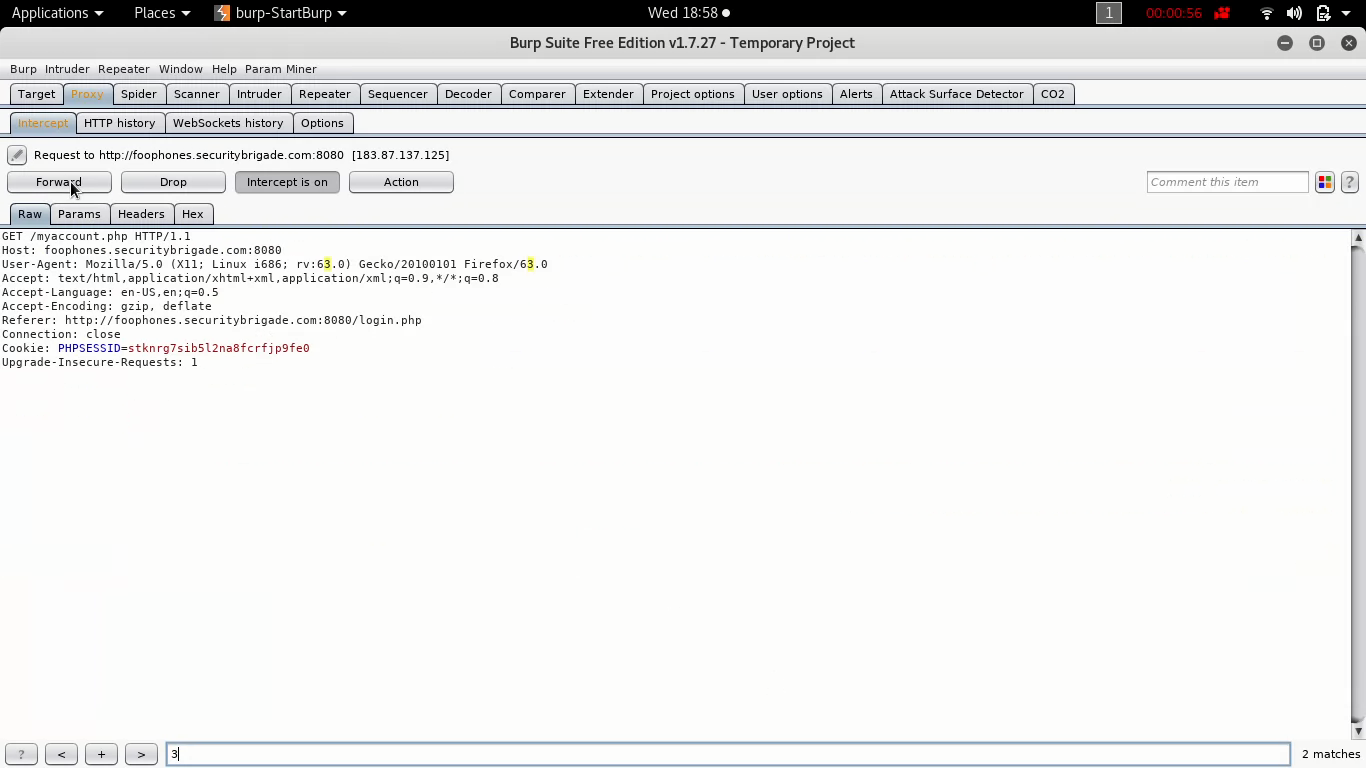 Applications Places burp-StartBurp Wed 18:58 1 00:00:56
Burp Suite Free Edition v1.7.27 - Temporary Project
Burp Intruder Repeater Window Help Param Miner
Target Proxy Spider Scanner Intruder Repeater Sequencer Decoder Comparer Extender Project options User options Alerts Attack Surface Detector CO2
Intercept HTTP history WebSockets history Options
Request to http://foophones.securitybrigade.com:8080 [183.87.137.125]
Forward Drop Intercept is on Action Comment this item ?
Raw Params Headers Hex
GET /myaccount.php HTTP/1.1
Host: foophones.securitybrigade.com:8080
User-Agent: Mozilla/5.0 (X11; Linux i686; rv:63.0) Gecko/20100101 Firefox/63.0
Accept: text/html,application/xhtml+xml,application/xml;q=0.9,*/*;q=0.8
Accept-Language: en-US,en;q=0.5
Accept-Encoding: gzip, deflate
Referer: http://foophones.securitybrigade.com:8080/login.php
Connection: close
Cookie: PHPSESSID=stknrg7sib5l2na8fcrfjp9fe0
Upgrade-Insecure-Requests: 1
? < + > 3 2 matches